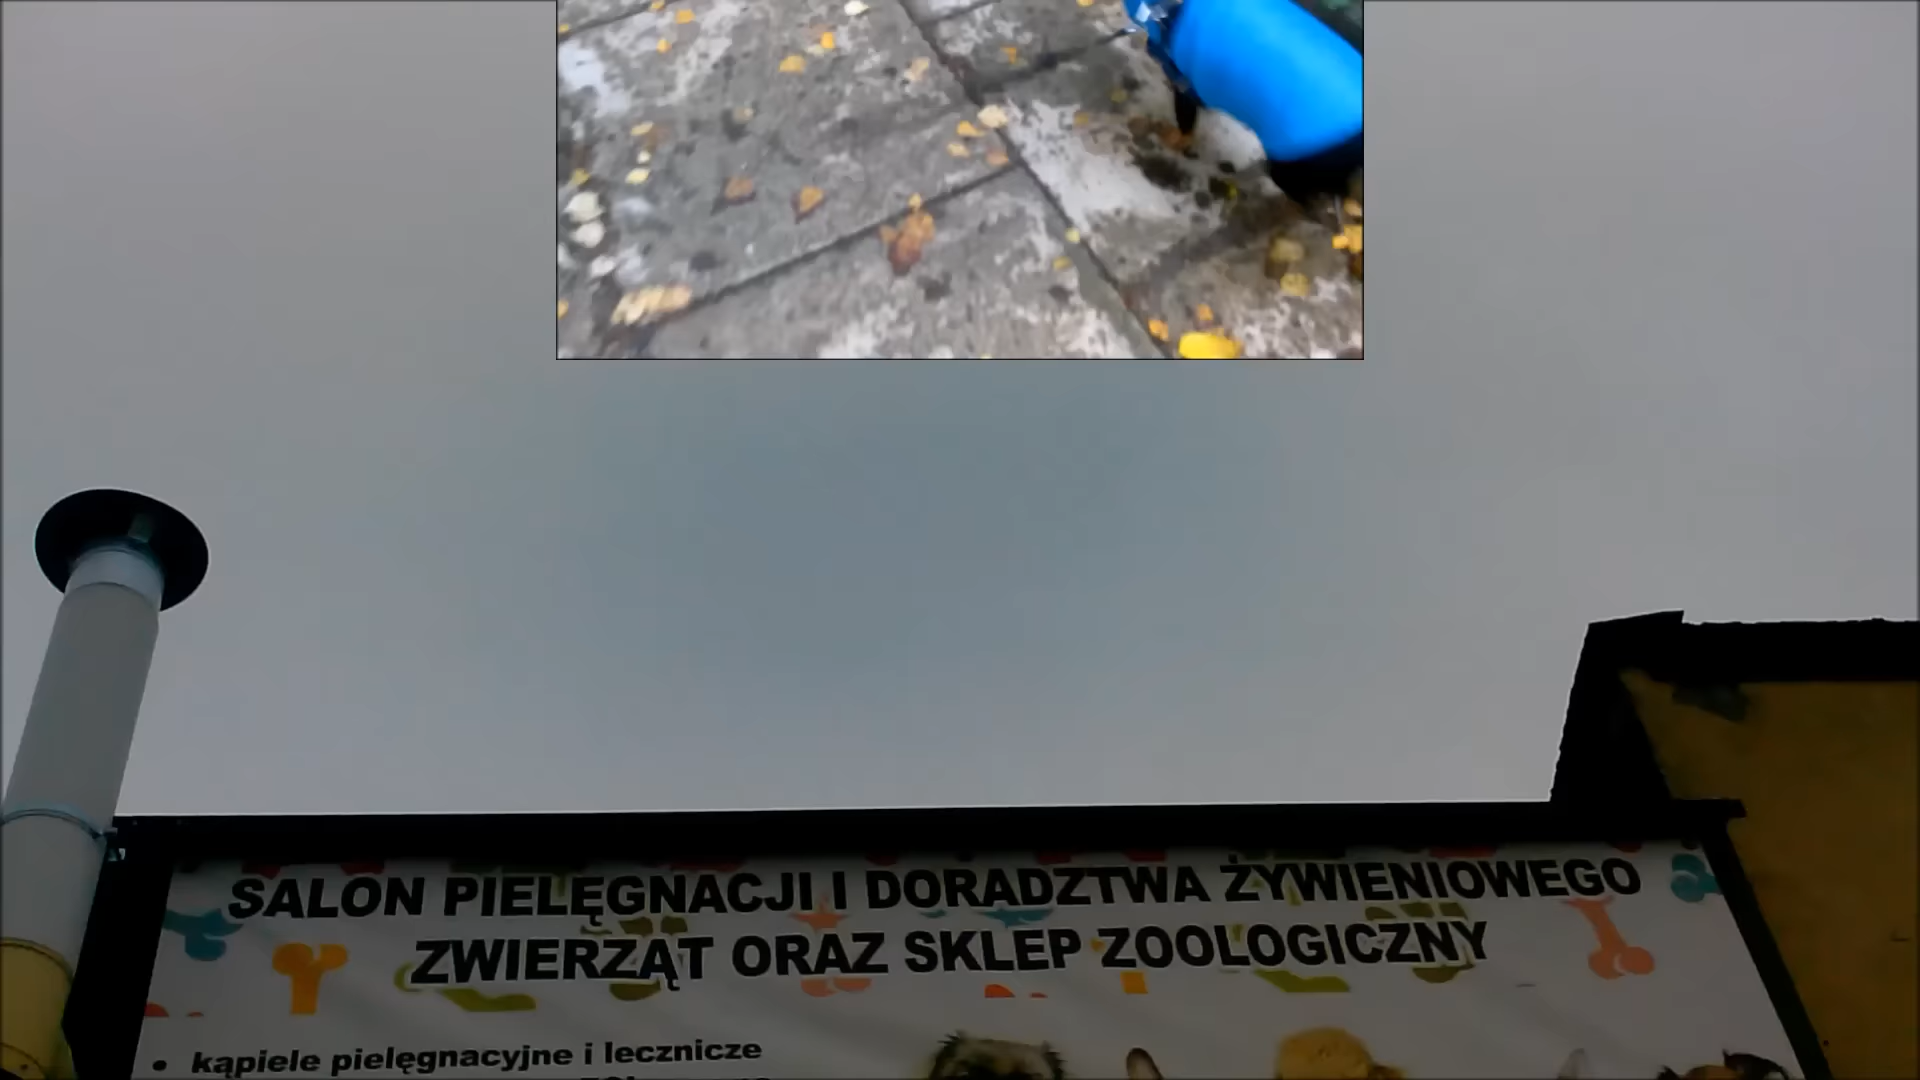 SALON PIELĘGNACJI I DORADZTWA ŻYWIENIOWEGO
ZWIERZĄT ORAZ SKLEP ZOOLOGICZNY
• kąpiele pielęgnacyjne i lecznicze